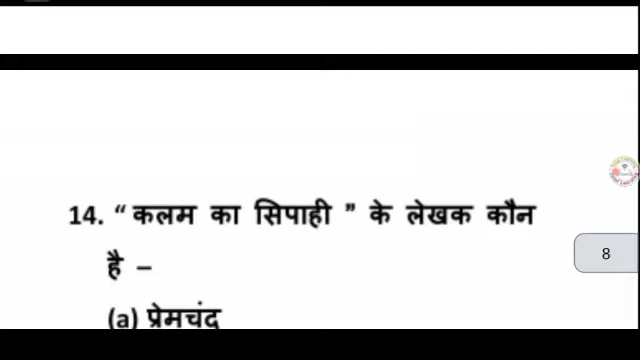 14. “ कलम का सिपाही ” के लेखक कौन
है –
(a) प्रेमचंद
8